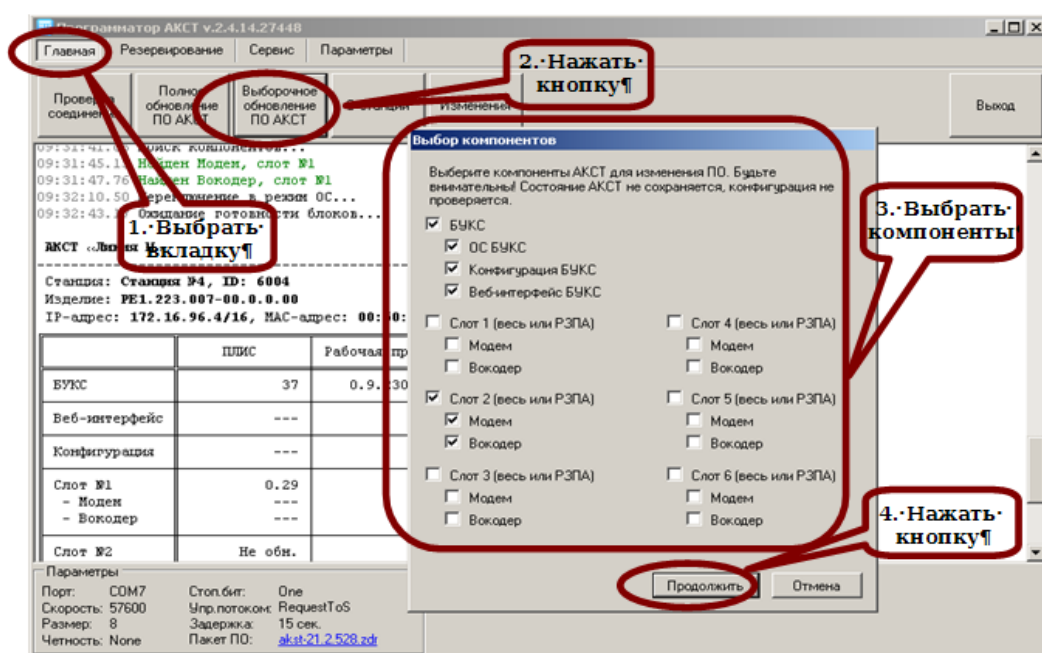 Программатор АКСТ v.2.4.14.27448
Главная Резервирование Сервис Параметры
2.·Нажать·
кнопку¶
Проверка
соединения
Полное
обновление
ПО АКСТ
Выборочное
обновление
ПО АКСТ
Изменения
Выход
Поиск компонентов...
09:31:45.1 Найден Модем, слот №1
09:31:47.76 Найден Вокодер, слот №1
09:32:10.50 Переключение в режим ОС...
09:32:43. Ожидание готовности блоков...
1.·Выбрать·
вкладку¶
АКСТ «Линия
Станция: Станция №4, ID: 6004
Изделие: РЕ1.223.007-00.0.0.00
IP-адрес: 172.16.96.4/16, MAC-адрес: 00:
ПЛИС Рабочая пр
БУКС 37 0.9.230
Веб-интерфейс ---
Конфигурация ---
Слот №1 0.29
- Модем ---
- Вокодер ---
Слот №2 Не обн.
Выбор компонентов
Выберите компоненты АКСТ для изменения ПО. Будьте
внимательны! Состояние АКСТ не сохраняется, конфигурация не
проверяется.
БУКС
ОС БУКС
Конфигурация БУКС
Веб-интерфейс БУКС
Слот 1 (весь или РЗПА) Слот 4 (весь или РЗПА)
Модем Модем
Вокодер Вокодер
Слот 2 (весь или РЗПА) Слот 5 (весь или РЗПА)
Модем Модем
Вокодер Вокодер
Слот 3 (весь или РЗПА) Слот 6 (весь или РЗПА)
Модем Модем
Вокодер Вокодер
3.·Выбрать·
компоненты
4.·Нажать·
кнопку¶
Продолжить Отмена
Параметры
Порт: COM7 Стоп.бит: One
Скорость: 57600 Упр.потоком: RequestToS
Размер: 8 Задержка: 15 сек.
Четность: None Пакет ПО: akst-21.2.528.zdr